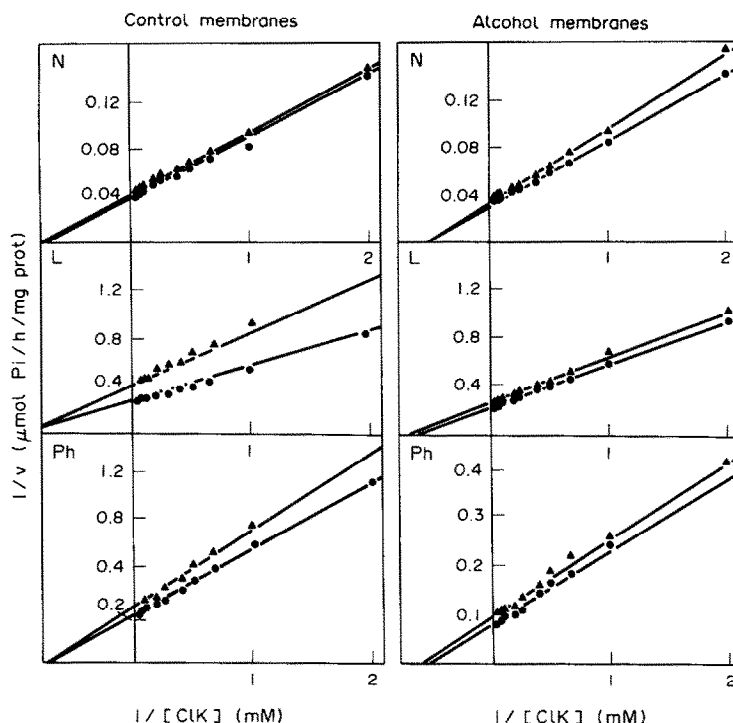 Control membranes
Alcohol membranes
N
0.12
0.08
0.04
1
2
N
0.12
0.08
0.04
1
2
L
1.2
0.8
0.4
1
L
1.2
0.8
0.4
1
Ph
1.2
0.8
0.4
0.2
1
2
Ph
0.4
0.3
0.2
0.1
1
2
1/v (μmol Pi/h/mg prot)
1/[ClK] (mM)
1/[ClK] (mM)